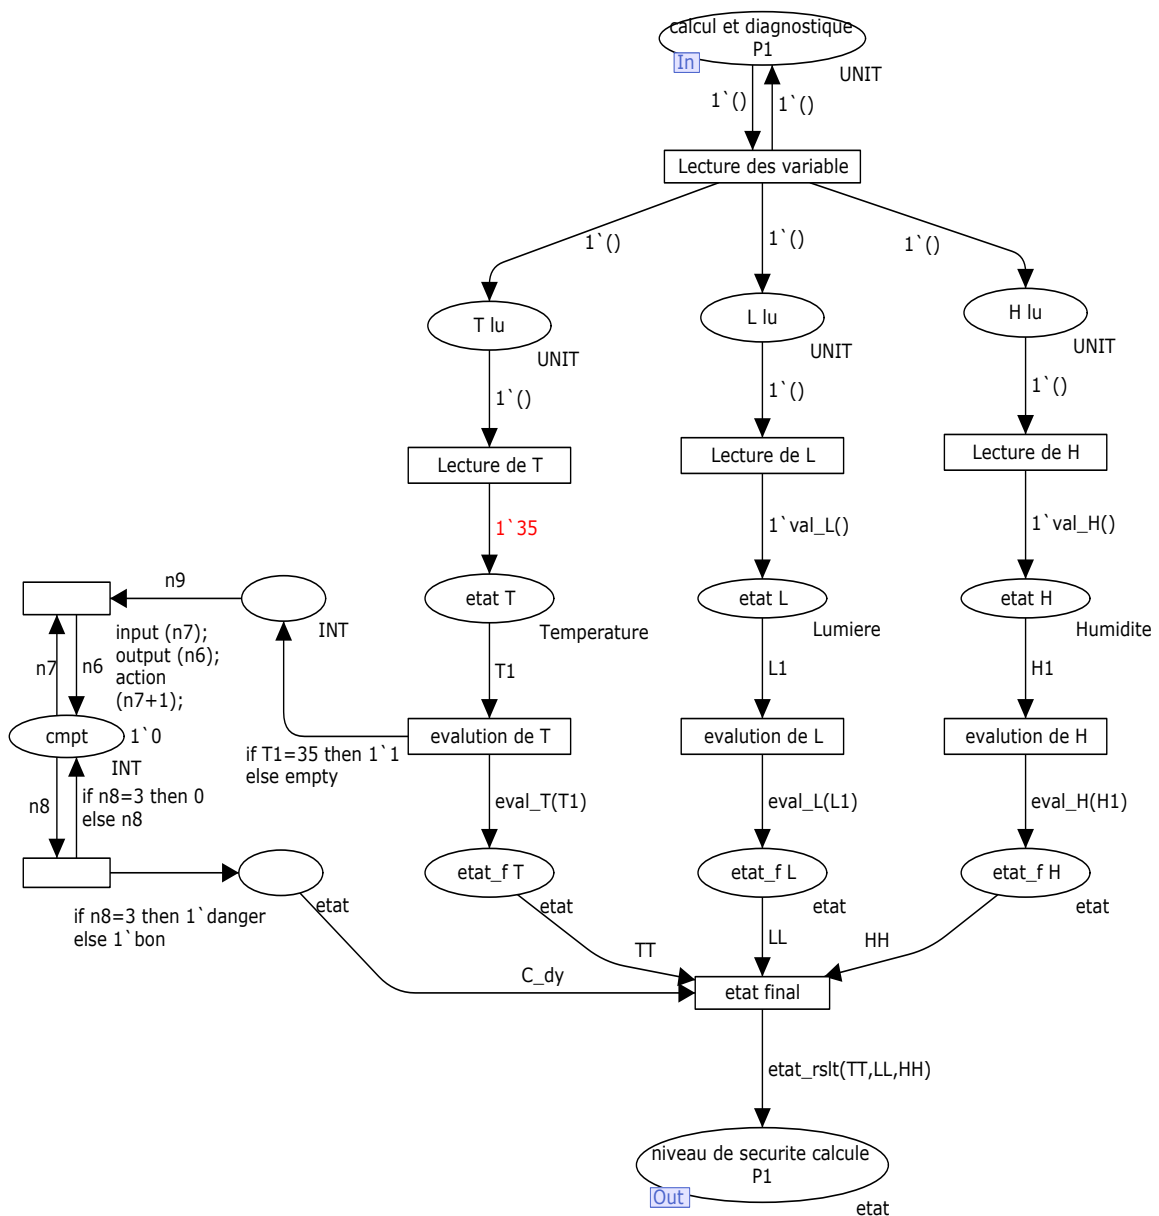 calcul et diagnostique
P1
In
UNIT
1`()
1`()
Lecture des variable
1`()
1`()
1`()
T lu
UNIT
L lu
UNIT
H lu
UNIT
1`()
1`()
1`()
Lecture de T
Lecture de L
Lecture de H
1`35
1`val_L()
1`val_H()
n9
INT
etat T
Temperature
etat L
Lumiere
etat H
Humidite
input (n7);
output (n6);
action
(n7+1);
n7
n6
T1
L1
H1
cmpt
1`0
INT
if T1=35 then 1`1
else empty
evalution de T
evalution de L
evalution de H
n8
if n8=3 then 0
else n8
eval_T(T1)
eval_L(L1)
eval_H(H1)
etat
if n8=3 then 1`danger
else 1`bon
etat_f T
etat
etat_f L
etat
etat_f H
etat
TT
LL
HH
C_dy
etat final
etat_rslt(TT,LL,HH)
niveau de securite calcule
P1
Out
etat